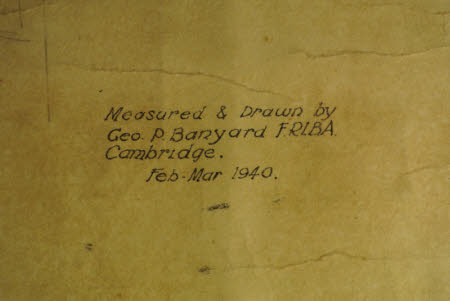 Measured & Drawn by
Geo. P. Banyard F.R.I.B.A.
Cambridge.
Feb-Mar 1940.